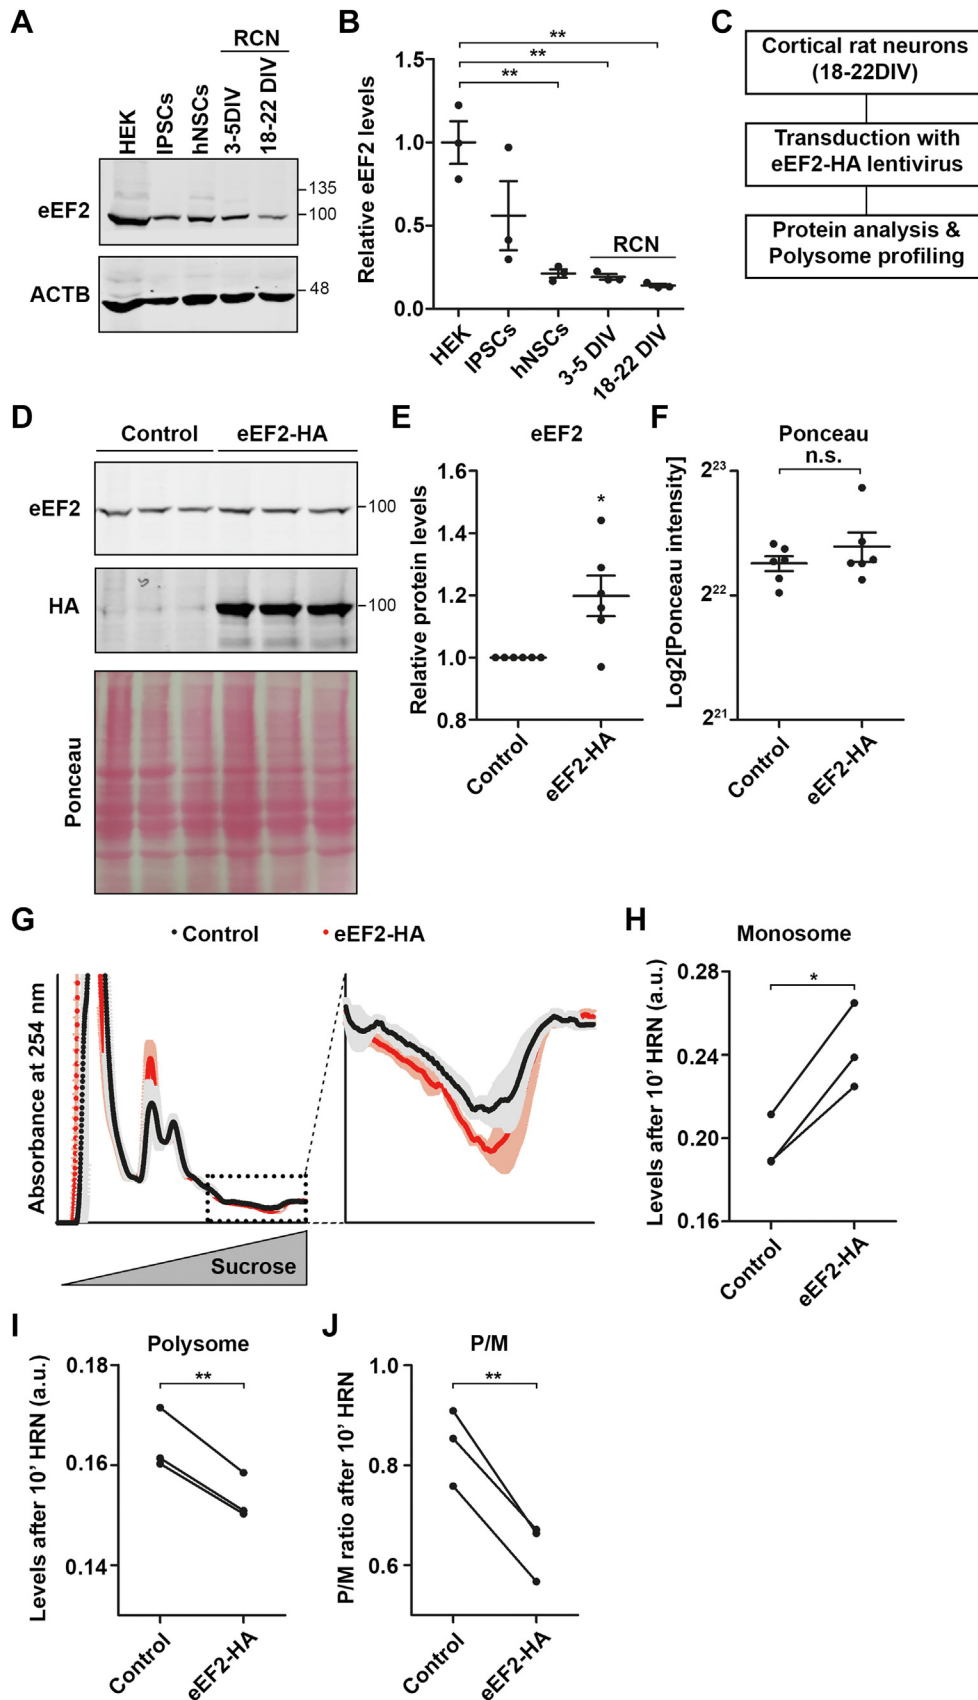 A
RCN
HEK
IPSCs
hNSCs
3-5DIV
18-22 DIV
eEF2
135
100
ACTB
48
B
Relative eEF2 levels
1.5
1.0
0.5
0.0
**
**
**
RCN
HEK
IPSCs
hNSCs
3-5 DIV
18-22 DIV
C
Cortical rat neurons
(18-22DIV)
Transduction with
eEF2-HA lentivirus
Protein analysis &
Polysome profiling
D
Control
eEF2-HA
eEF2
100
HA
100
Ponceau
E
eEF2
Relative protein levels
1.6
1.4
1.2
1.0
0.8
*
Control
eEF2-HA
F
Ponceau
n.s.
Log2[Ponceau intensity]
2²³
2²²
2²¹
Control
eEF2-HA
G
Control
eEF2-HA
Absorbance at 254 nm
Sucrose
H
Monosome
Levels after 10' HRN (a.u.)
0.28
0.24
0.20
0.16
*
Control
eEF2-HA
I
Polysome
Levels after 10' HRN (a.u.)
0.18
0.16
0.14
**
Control
eEF2-HA
J
P/M
P/M ratio after 10' HRN
1.0
0.8
0.6
**
Control
eEF2-HA